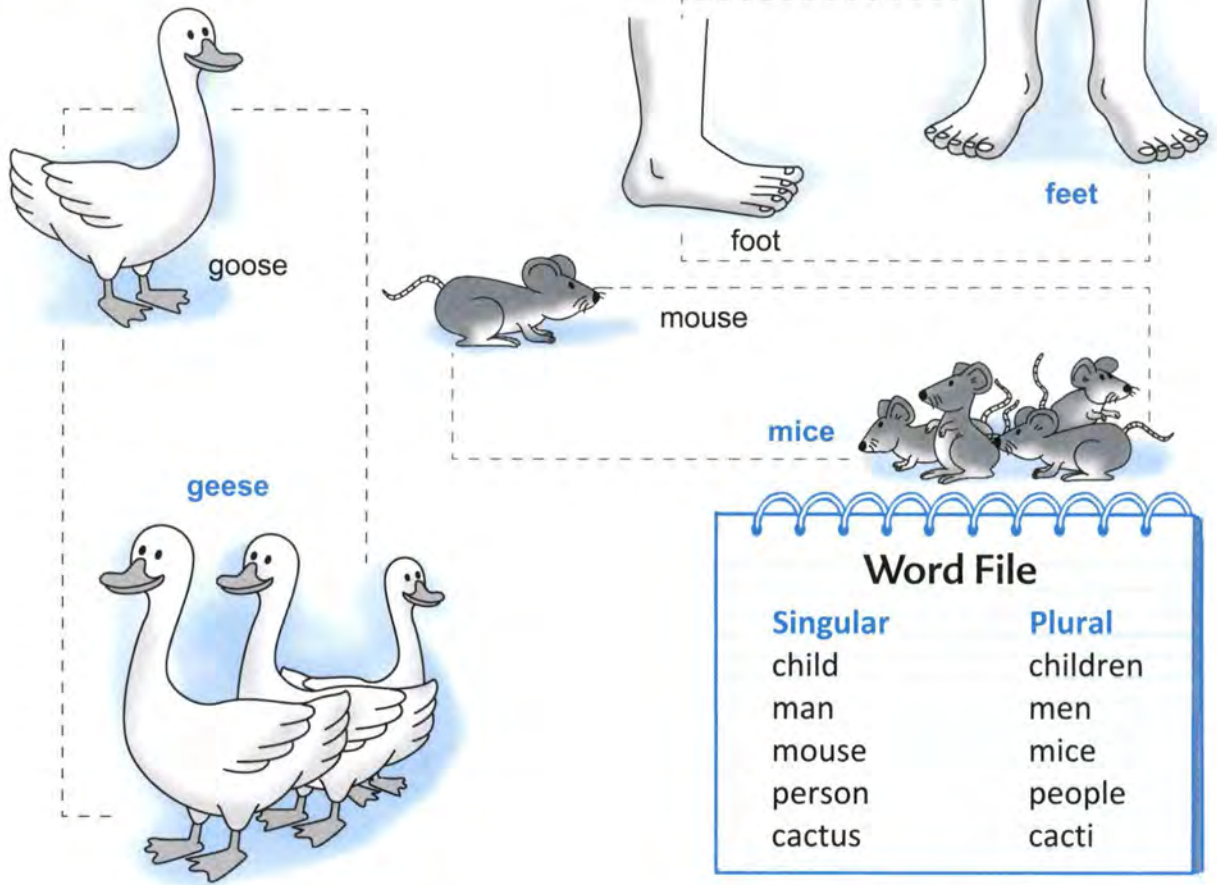 feet
foot
goose
mouse
mice
geese
Word File
Singular Plural
child children
man men
mouse mice
person people
cactus cacti